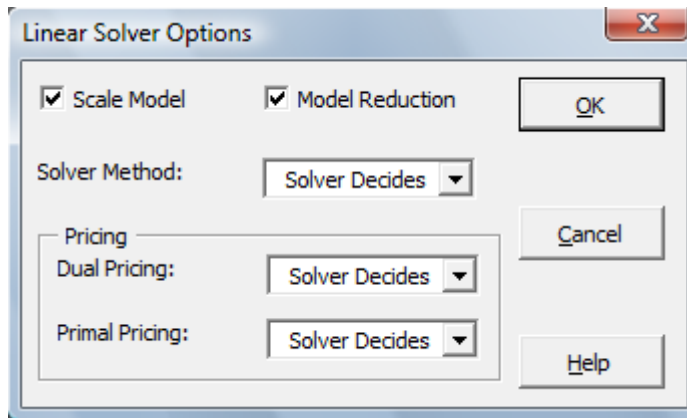 Linear Solver Options
Scale Model
Model Reduction
OK
Solver Method:
Solver Decides
Cancel
Pricing
Dual Pricing:
Solver Decides
Primal Pricing:
Solver Decides
Help